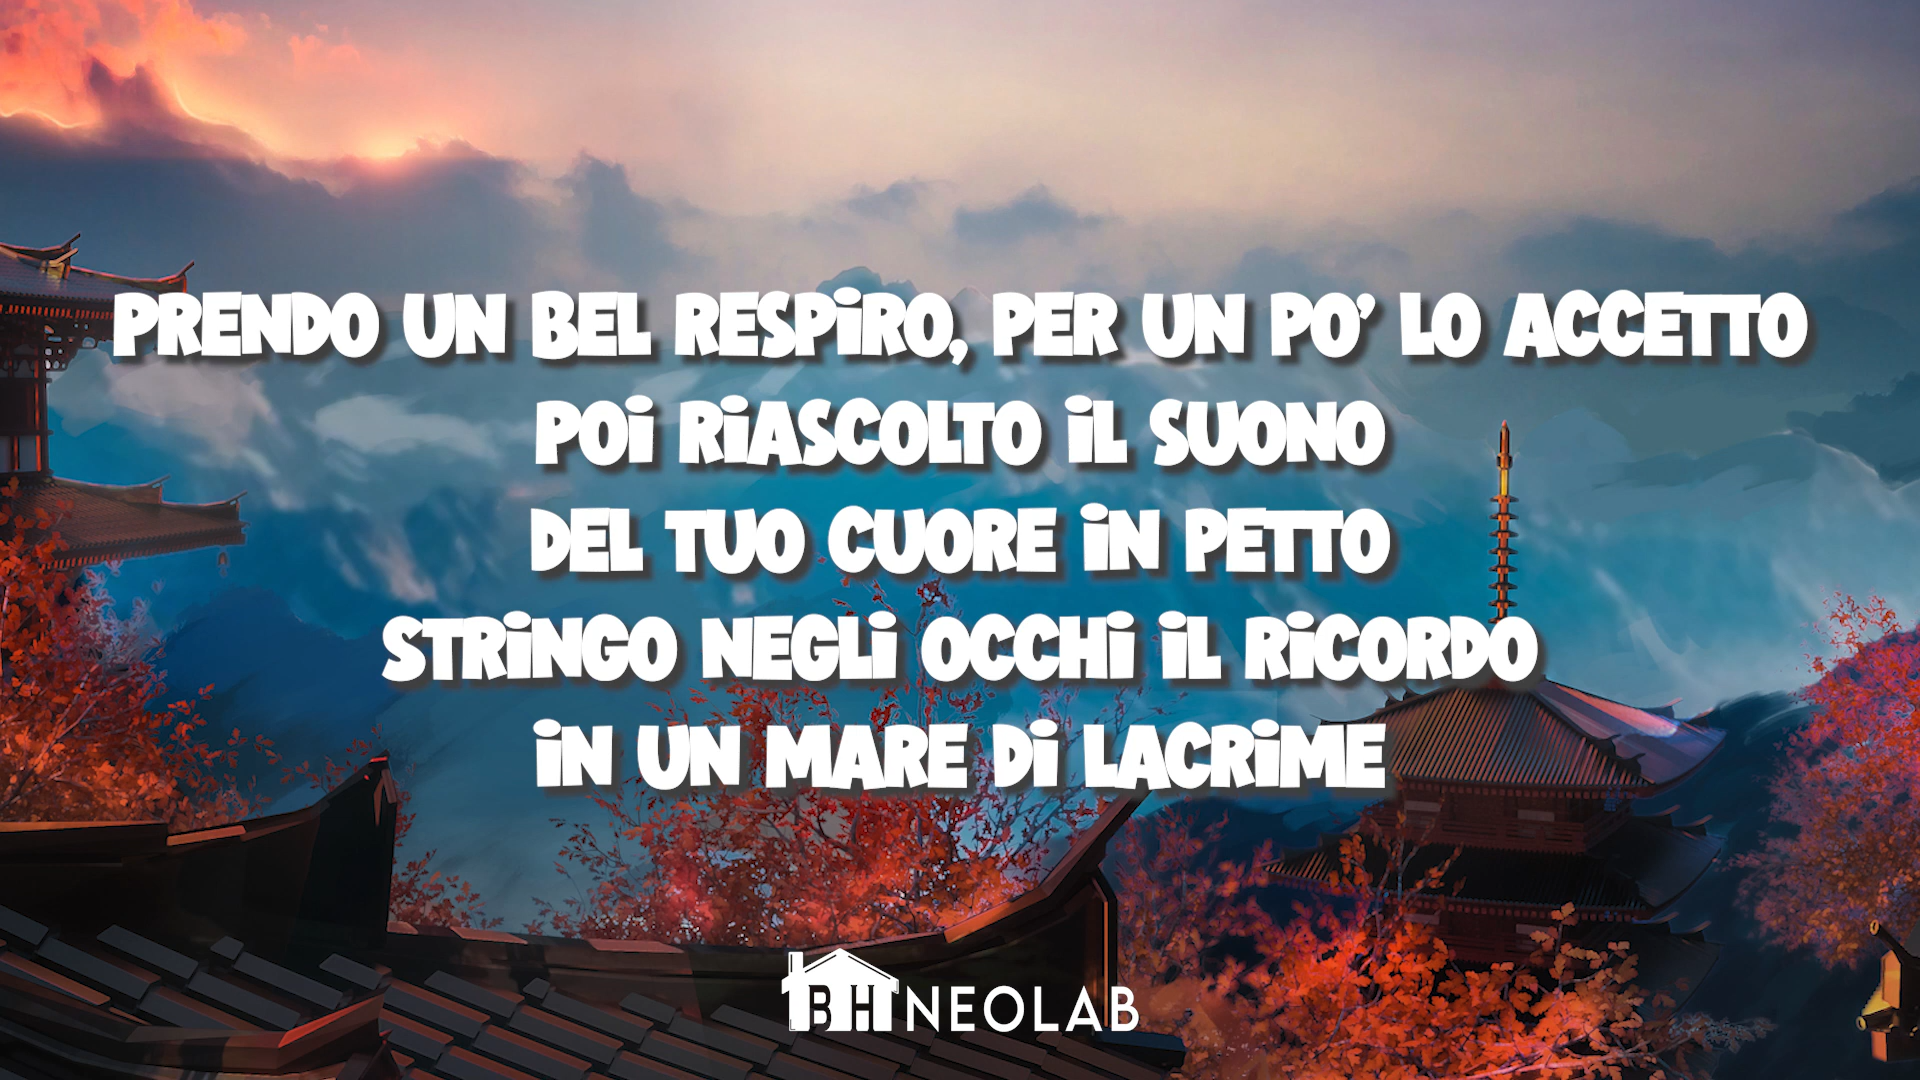 PRENDO UN BEL RESPiRO, PER UN PO' LO ACCETTO
POi RiASCOLTO iL SUONO
DEL TUO CUORE iN PETTO
STRiNGO NEGLi OCCHi iL RiCORDO
iN UN MARE Di LACRiME
BH NEOLAB